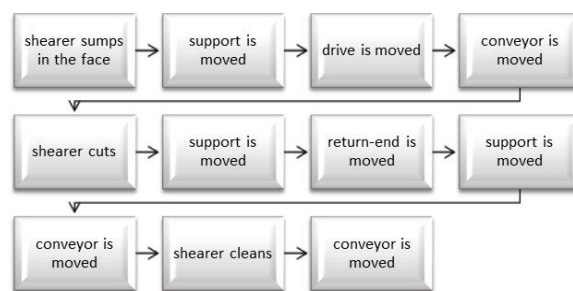 shearer sumps
in the face
support is
moved
drive is moved
conveyor is
moved
shearer cuts
support is
moved
return-end is
moved
support is
moved
conveyor is
moved
shearer cleans
conveyor is
moved